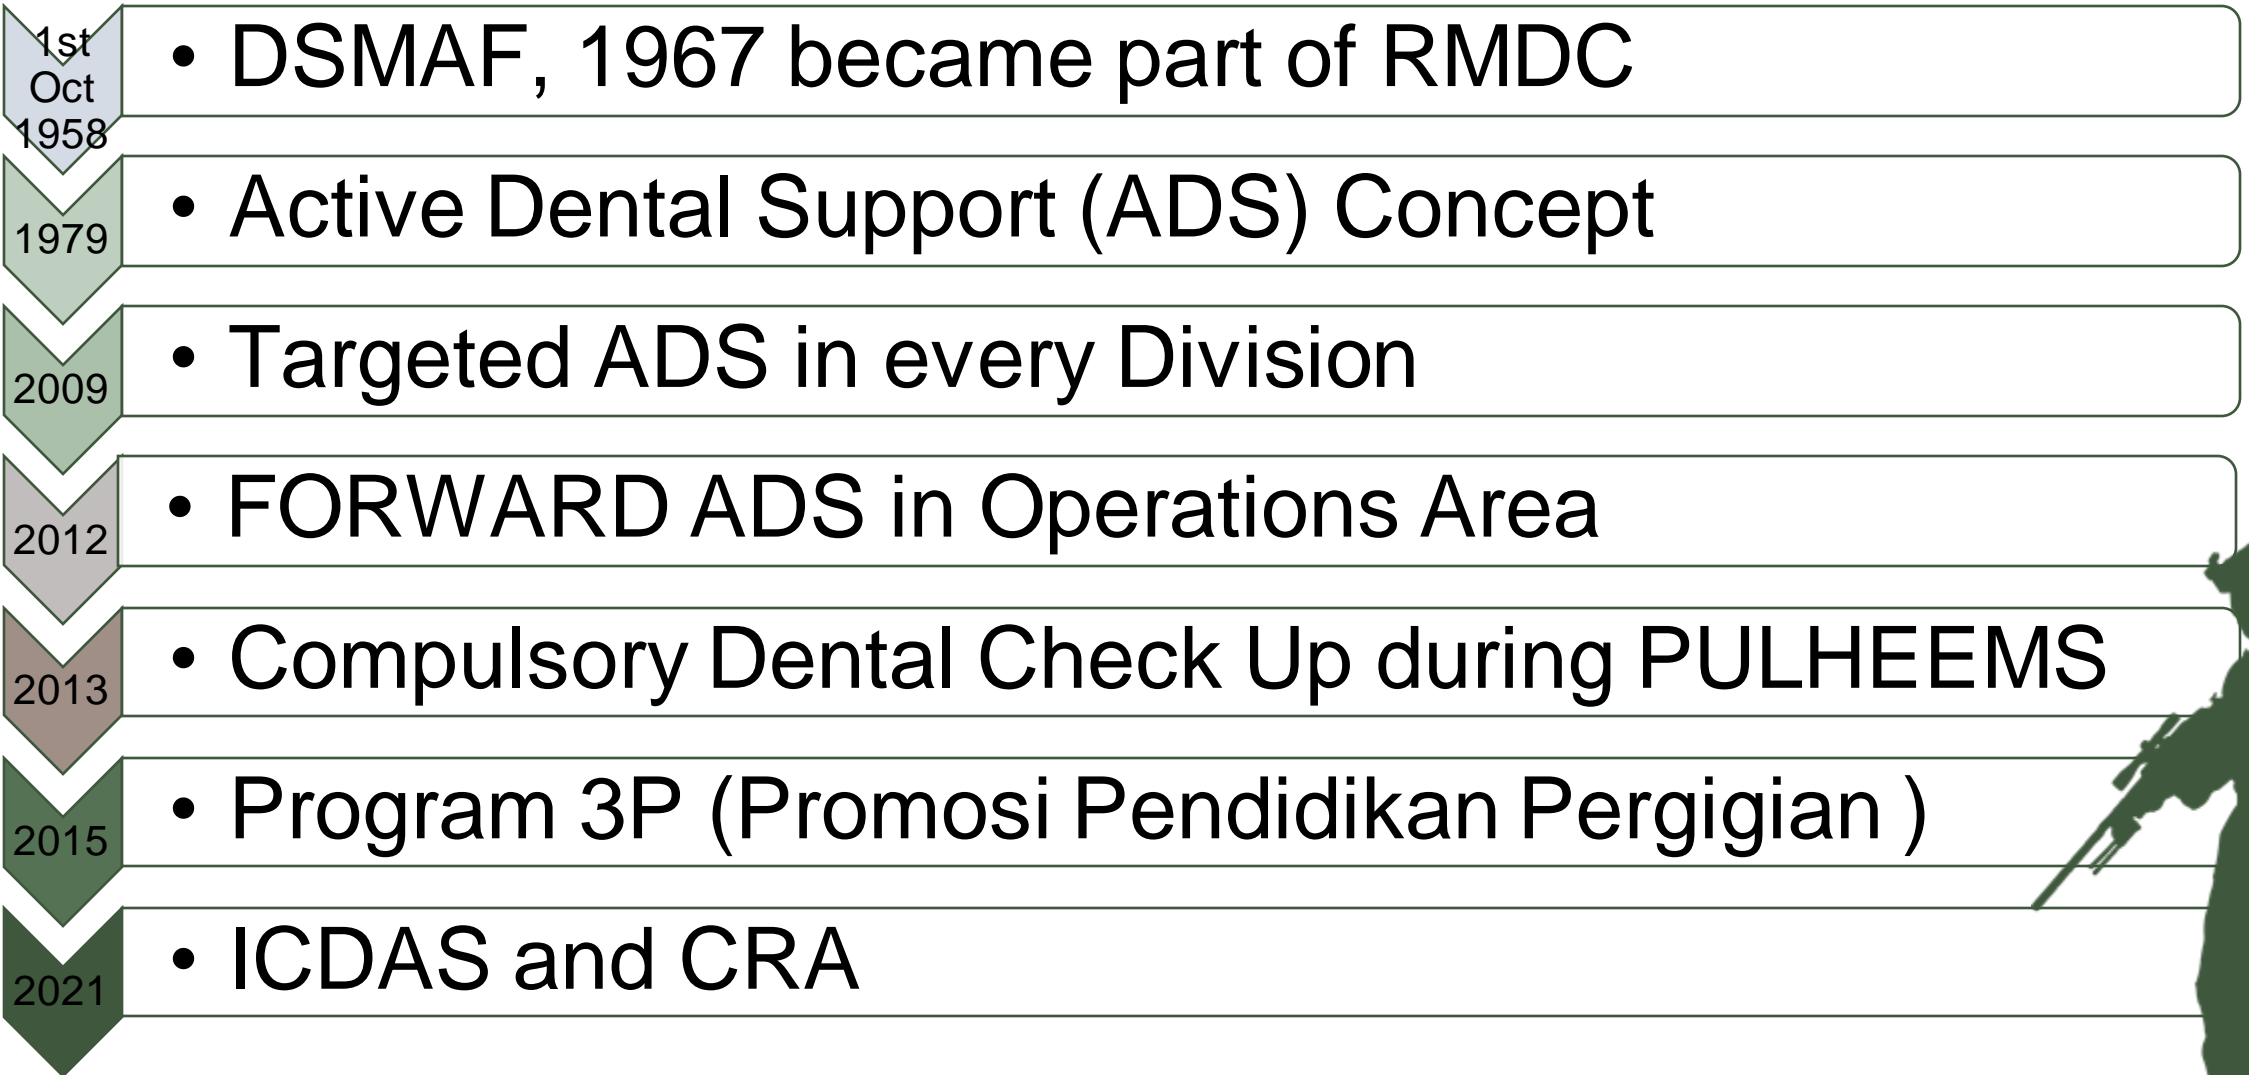 1st
Oct
1958
• DSMAF, 1967 became part of RMDC
1979
• Active Dental Support (ADS) Concept
2009
• Targeted ADS in every Division
2012
• FORWARD ADS in Operations Area
2013
• Compulsory Dental Check Up during PULHEEMS
2015
• Program 3P (Promosi Pendidikan Pergigian )
2021
• ICDAS and CRA